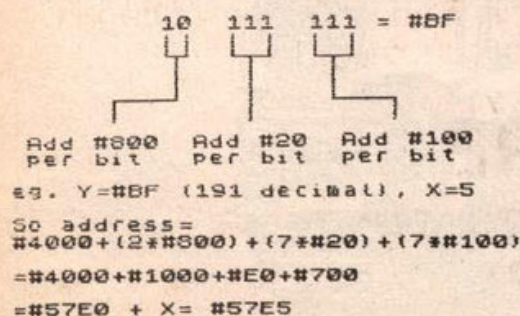 10 111 111 = #BF
Add #800 Add #20 Add #100
per bit per bit per bit
eg. Y=#BF (191 decimal), X=5
So address=
#4000+(2*#800)+(7*#20)+(7*#100)
=#4000+#1000+#E0+#700
=#57E0 + X= #57E5